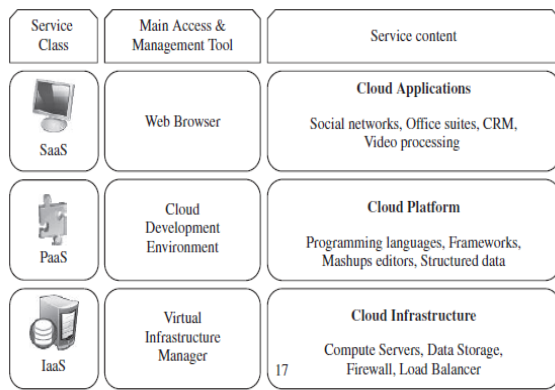 Service
Class
Main Access &
Management Tool
Service content
SaaS
Web Browser
Cloud Applications
Social networks, Office suites, CRM,
Video processing
PaaS
Cloud
Development
Environment
Cloud Platform
Programming languages, Frameworks,
Mashups editors, Structured data
IaaS
Virtual
Infrastructure
Manager
17
Cloud Infrastructure
Compute Servers, Data Storage,
Firewall, Load Balancer